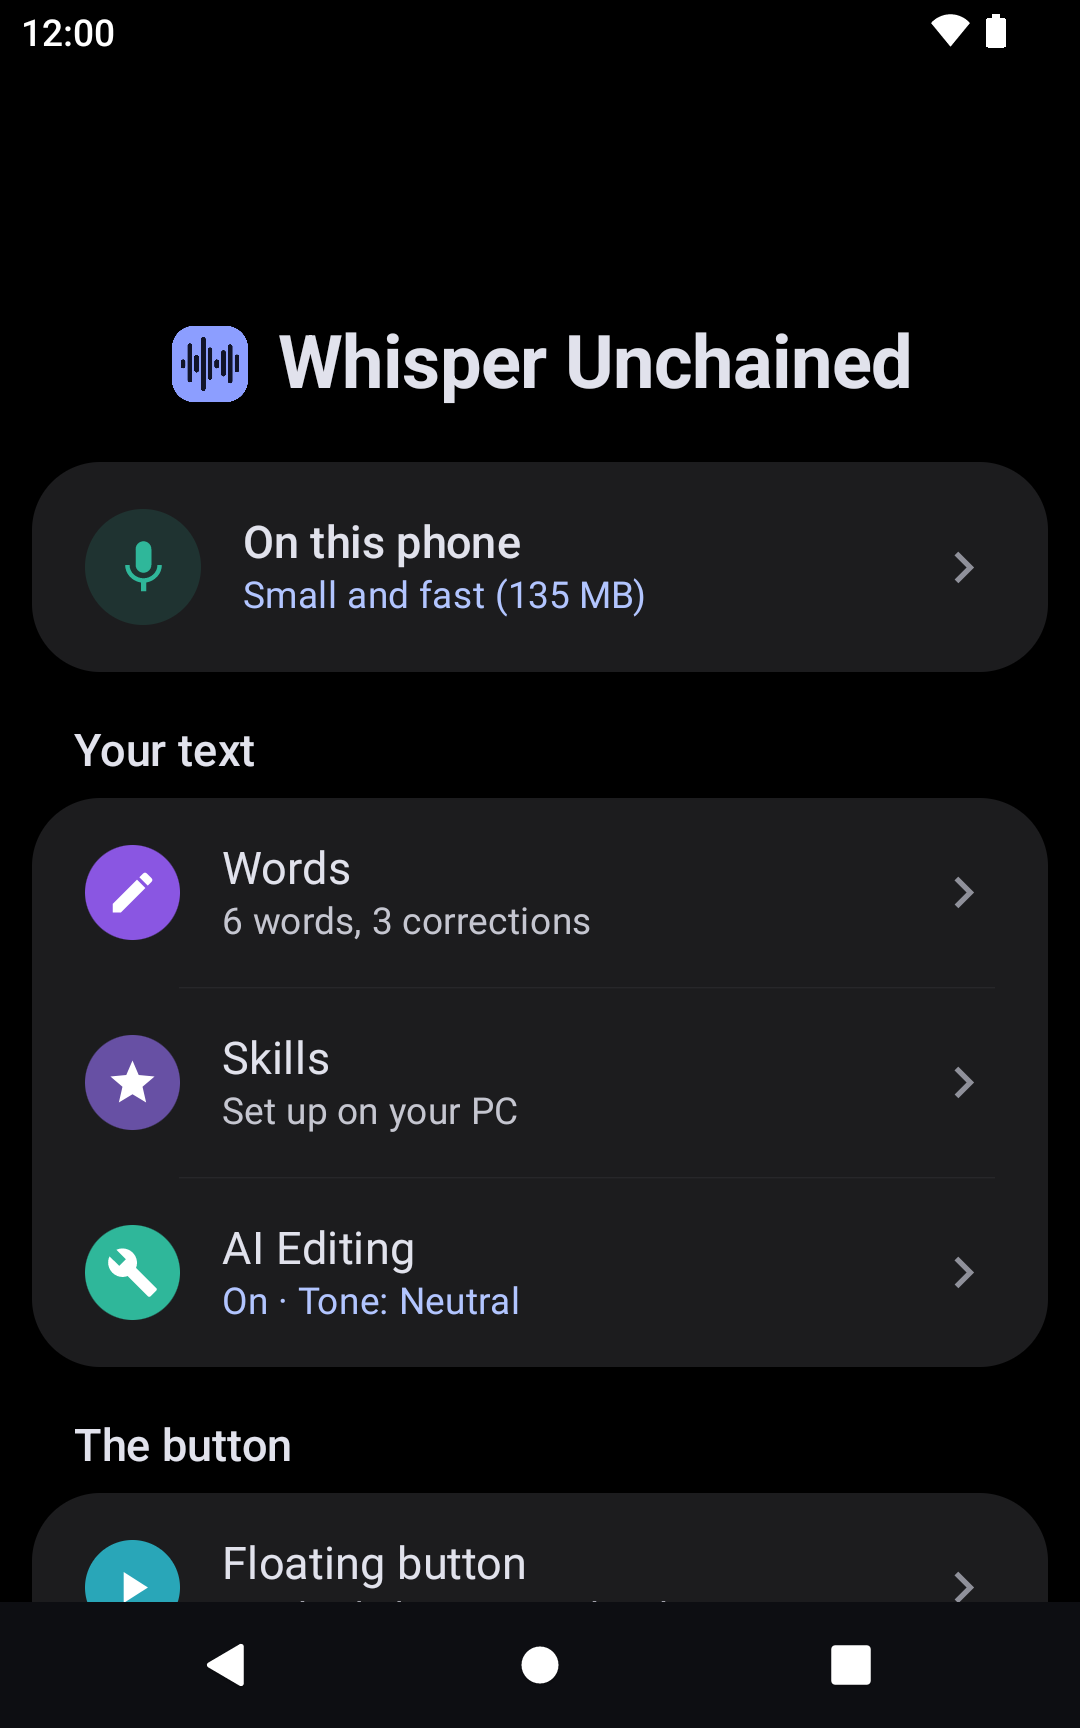 12:00
Whisper Unchained
On this phone
Small and fast (135 MB)
Your text
Words
6 words, 3 corrections
Skills
Set up on your PC
AI Editing
On · Tone: Neutral
The button
Floating button